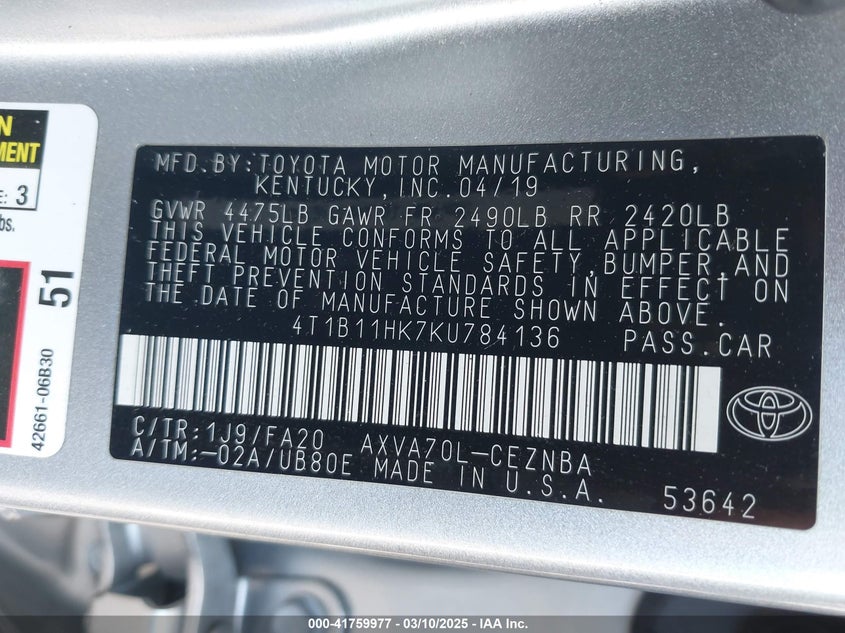 N
MENT
E: 3
bs.
51
42661-06B30
MFD.BY:TOYOTA MOTOR MANUFACTURING,
KENTUCKY,INC.04/19
GVWR 4475LB GAWR FR 2490LB RR 2420LB
THIS VEHICLE CONFORMS TO ALL APPLICABLE
FEDERAL MOTOR VEHICLE SAFETY,BUMPER,AND
THEFT PREVENTION STANDARDS IN EFFECT ON
THE DATE OF MANUFACTURE SHOWN ABOVE.
4T1B11HK7KU784136 PASS.CAR
C/TR:1J9/FA20 AXVA70L-CEZNBA
A/TM:-02A/UB80E MADE IN U.S.A.
53642
000-41759977 - 03/10/2025 - IAA Inc.